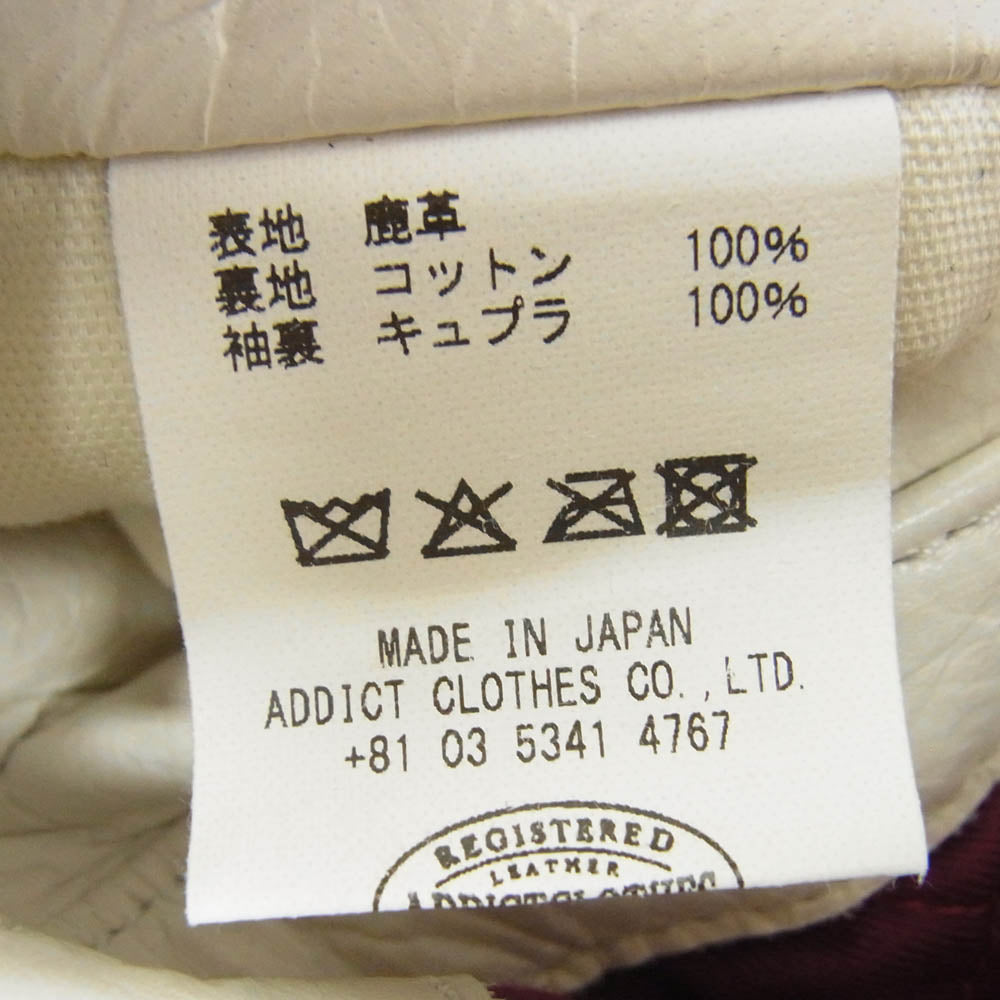 表地 鹿革
裏地 コットン 100%
袖裏 キュプラ 100%
MADE IN JAPAN
ADDICT CLOTHES CO.,LTD.
+81 03 5341 4767
REGISTERED
LEATHER
ADDICTCLOTHES